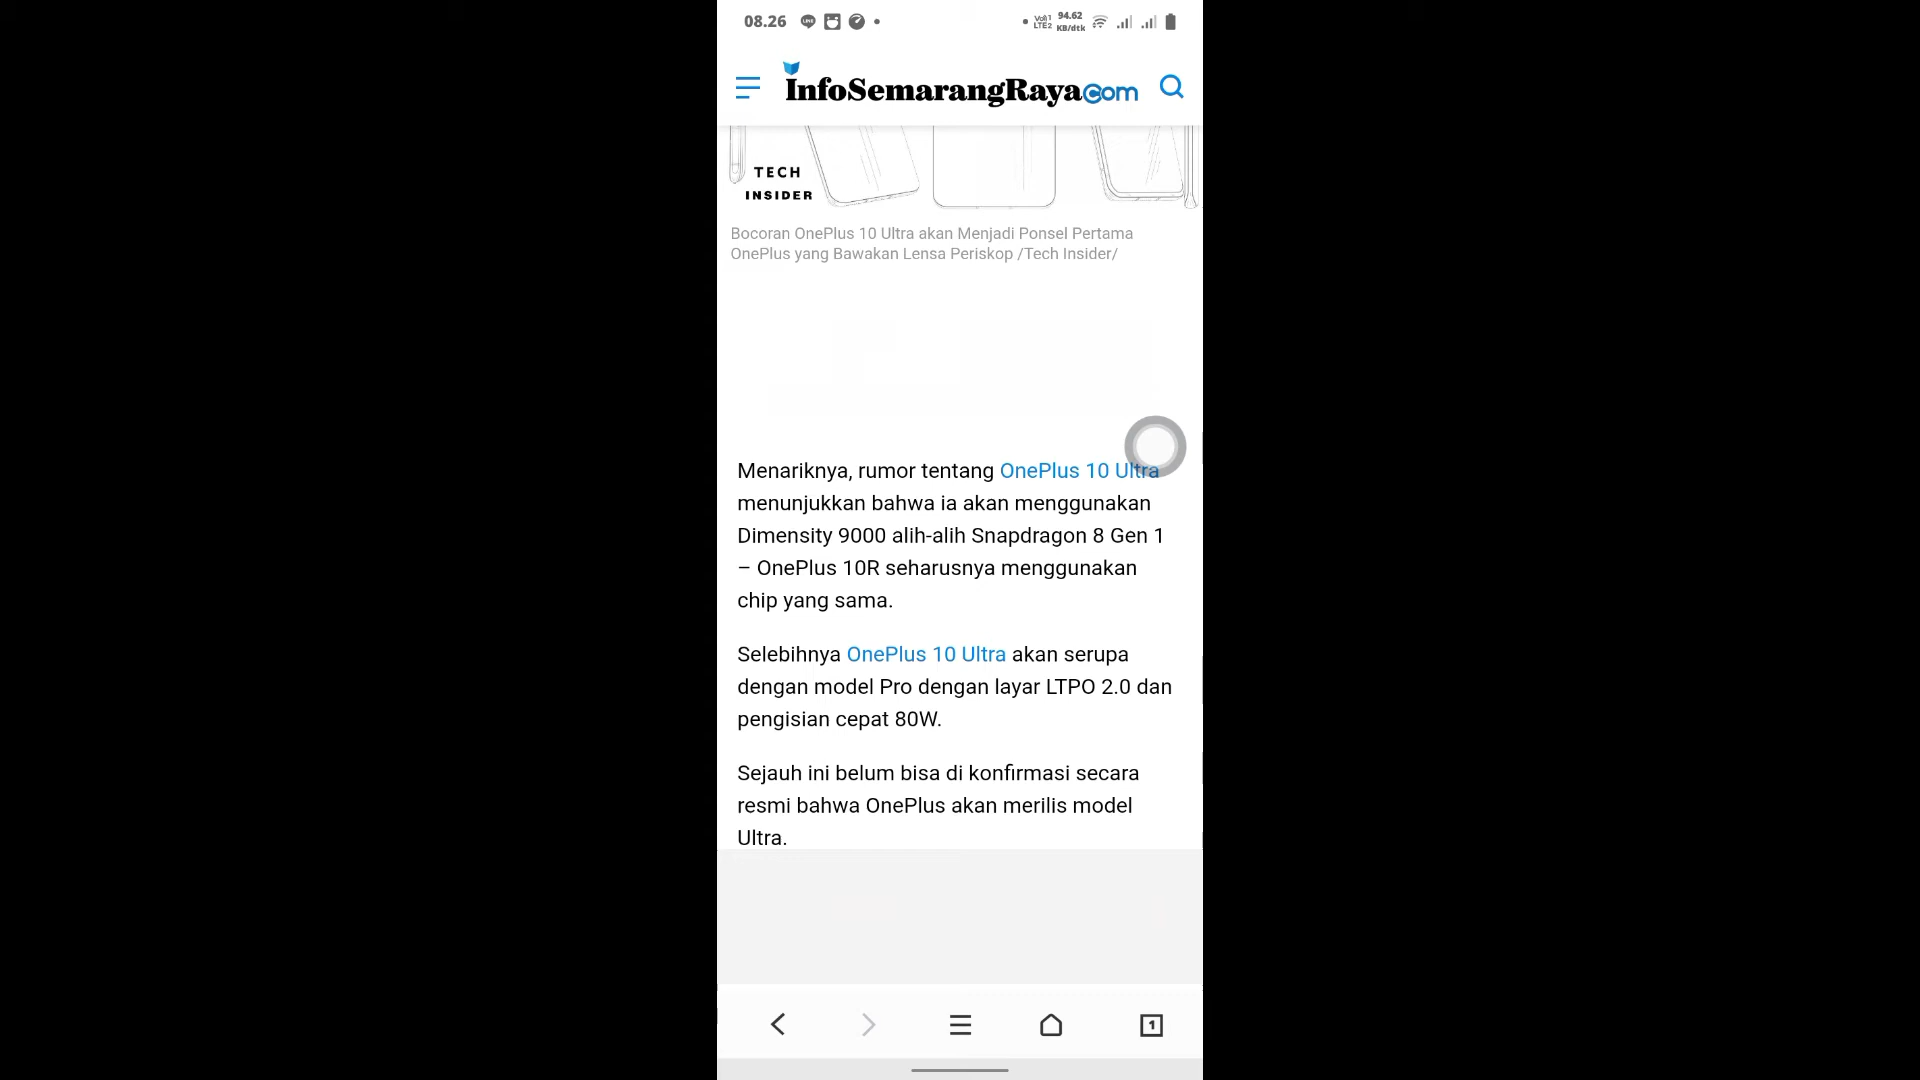 08.26
Vo)) 1 94.62
LTE2 KB/dtk
InfoSemarangRaya.com
TECH
INSIDER
Bocoran OnePlus 10 Ultra akan Menjadi Ponsel Pertama
OnePlus yang Bawakan Lensa Periskop /Tech Insider/
Menariknya, rumor tentang OnePlus 10 Ultra
menunjukkan bahwa ia akan menggunakan
Dimensity 9000 alih-alih Snapdragon 8 Gen 1
– OnePlus 10R seharusnya menggunakan
chip yang sama.
Selebihnya OnePlus 10 Ultra akan serupa
dengan model Pro dengan layar LTPO 2.0 dan
pengisian cepat 80W.
Sejauh ini belum bisa di konfirmasi secara
resmi bahwa OnePlus akan merilis model
Ultra.
1